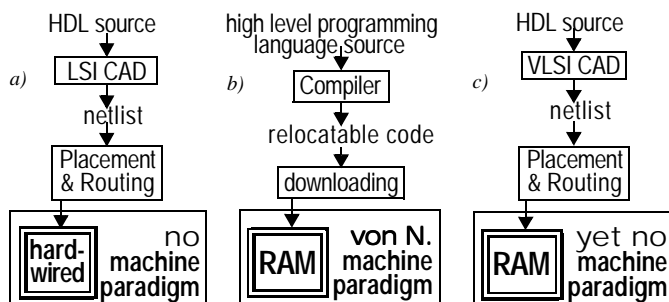 a)
HDL source
LSI CAD
netlist
Placement
& Routing
hard-
wired
no
machine
paradigm
b)
high level programming
language source
Compiler
relocatable code
downloading
RAM
von N.
machine
paradigm
c)
HDL source
VLSI CAD
netlist
Placement
& Routing
RAM
yet no
machine
paradigm